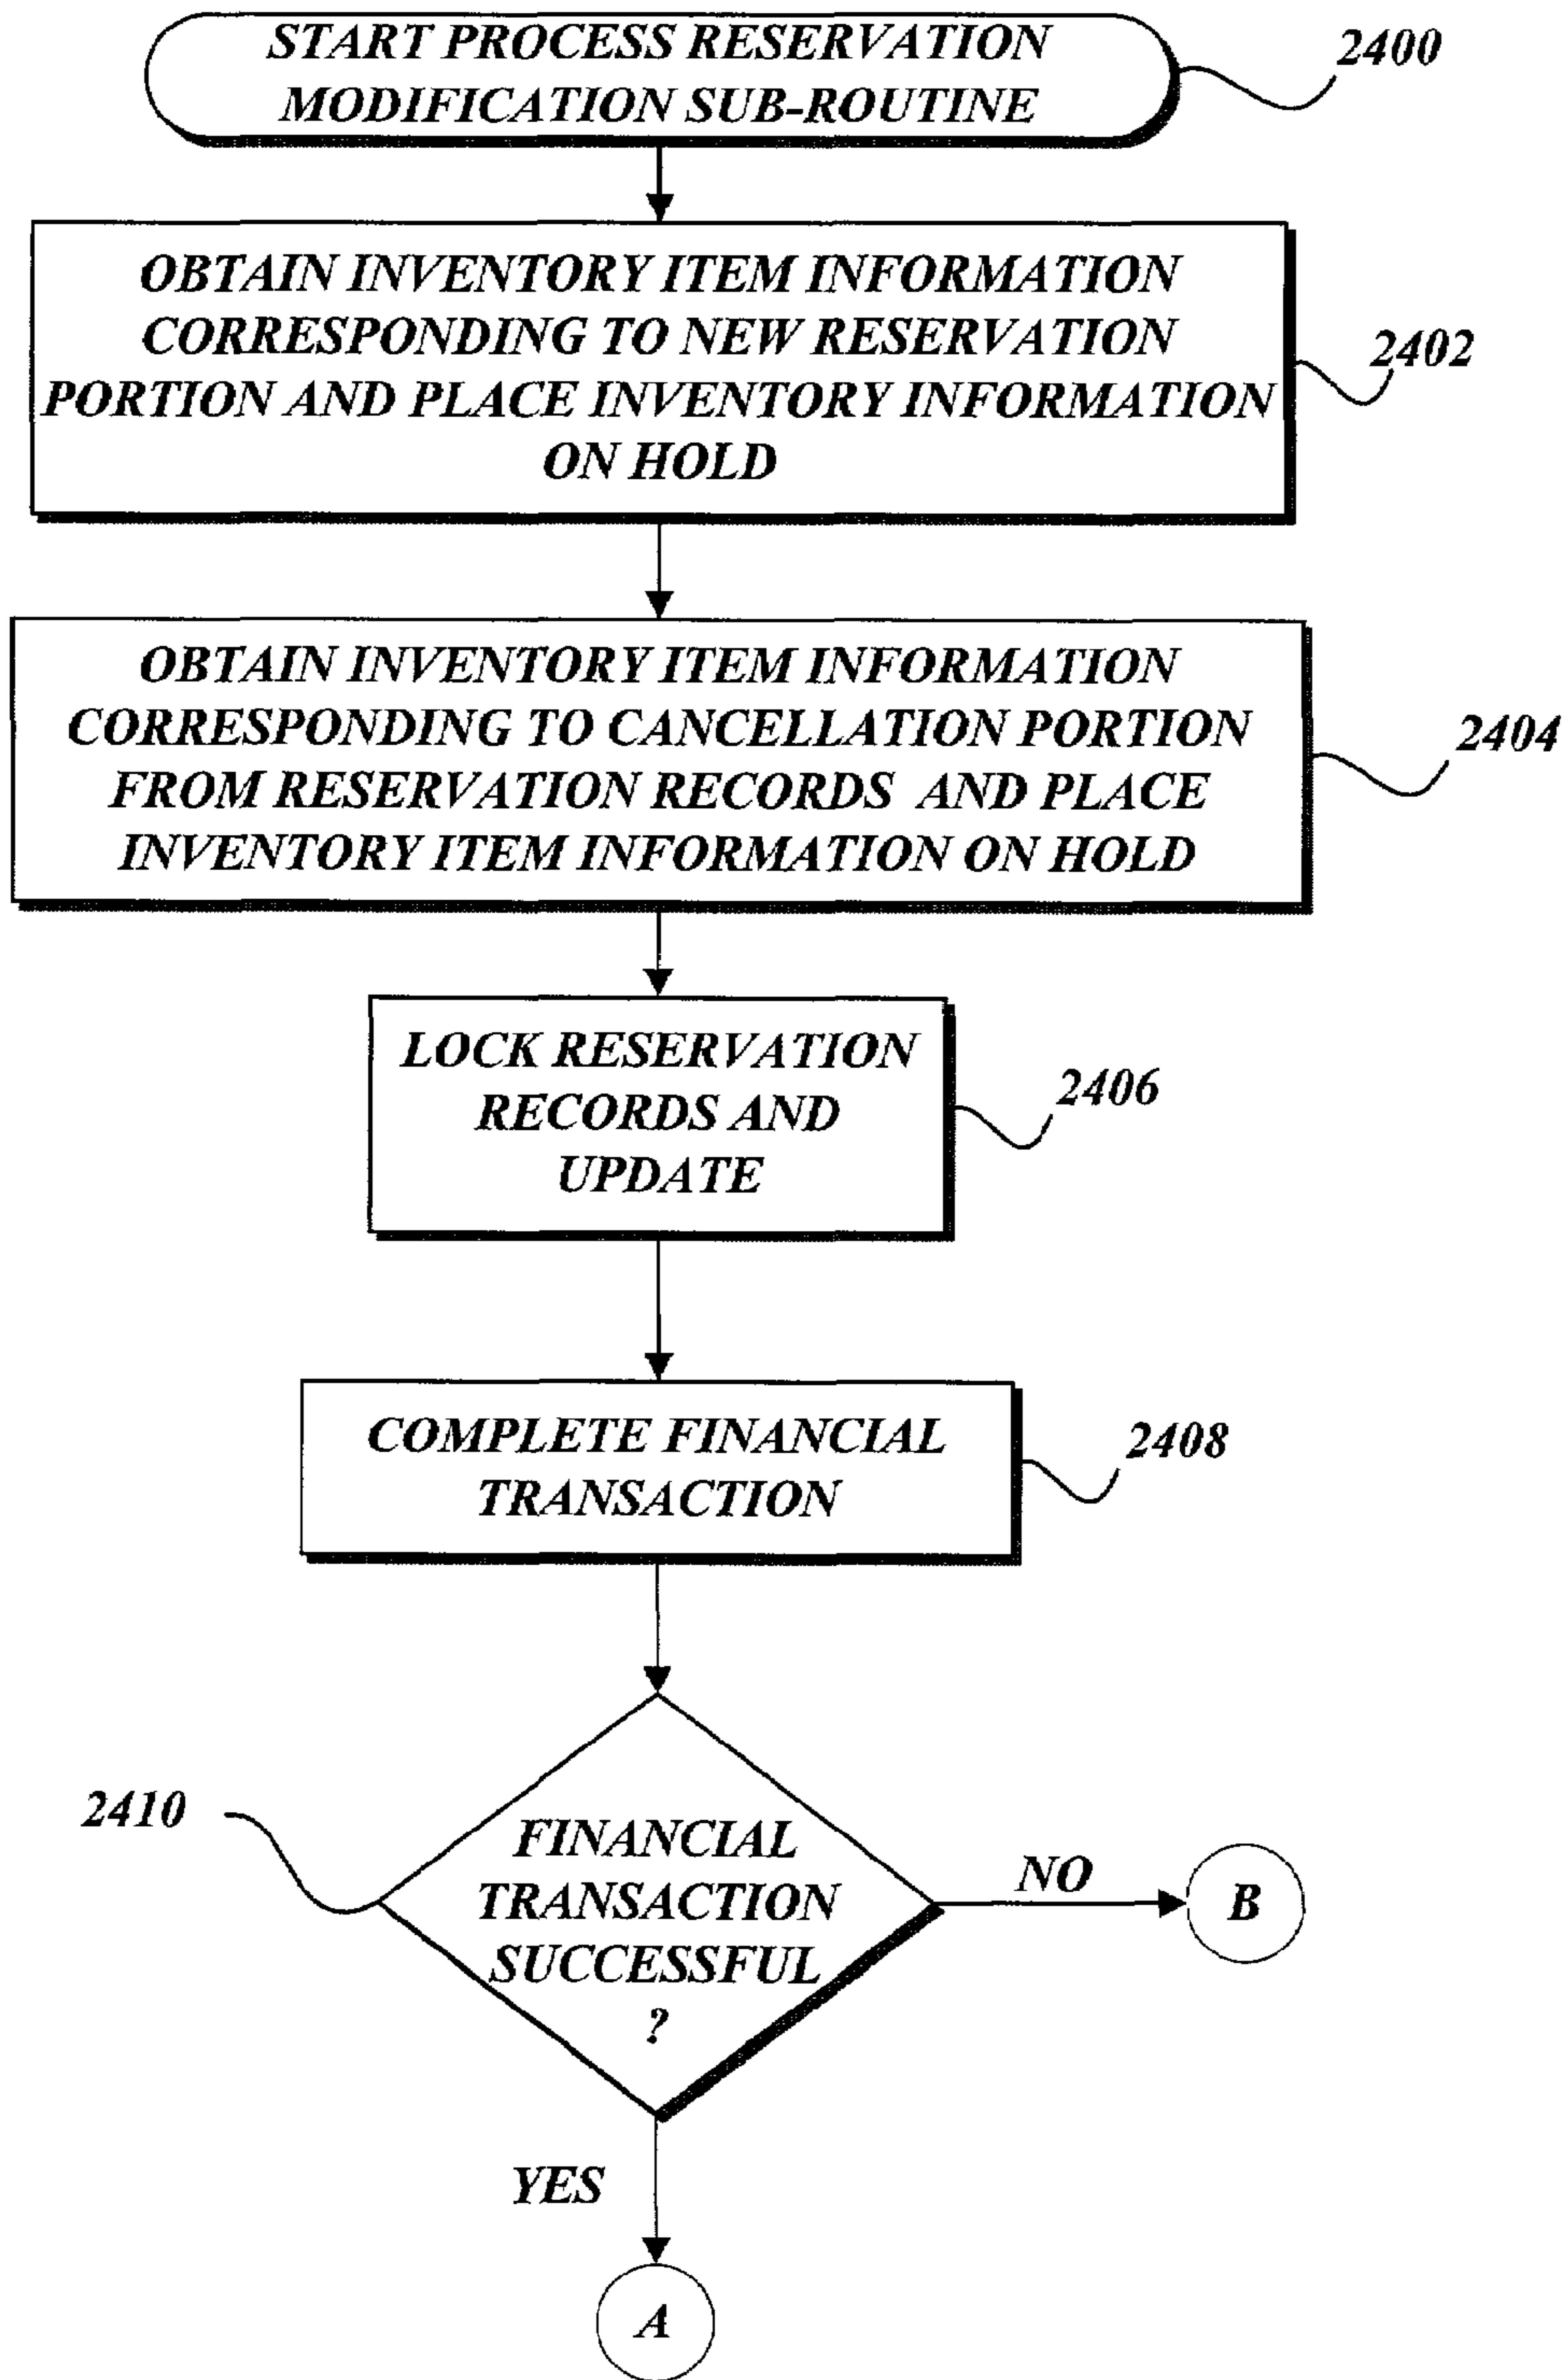 START PROCESS RESERVATION
MODIFICATION SUB-ROUTINE
2400
OBTAIN INVENTORY ITEM INFORMATION
CORRESPONDING TO NEW RESERVATION
PORTION AND PLACE INVENTORY INFORMATION
ON HOLD
2402
OBTAIN INVENTORY ITEM INFORMATION
CORRESPONDING TO CANCELLATION PORTION
FROM RESERVATION RECORDS AND PLACE
INVENTORY ITEM INFORMATION ON HOLD
2404
LOCK RESERVATION
RECORDS AND
UPDATE
2406
COMPLETE FINANCIAL
TRANSACTION
2408
2410
FINANCIAL
TRANSACTION
SUCCESSFUL
?
NO
B
YES
A